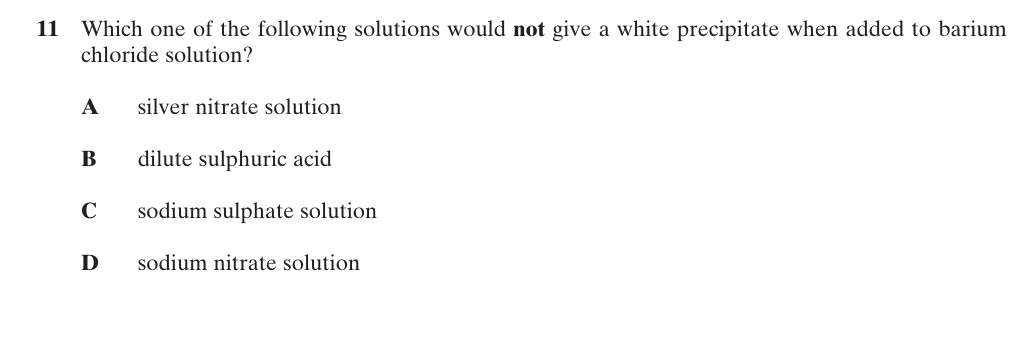 11 Which one of the following solutions would not give a white precipitate when added to barium
chloride solution?
A silver nitrate solution
B dilute sulphuric acid
C sodium sulphate solution
D sodium nitrate solution